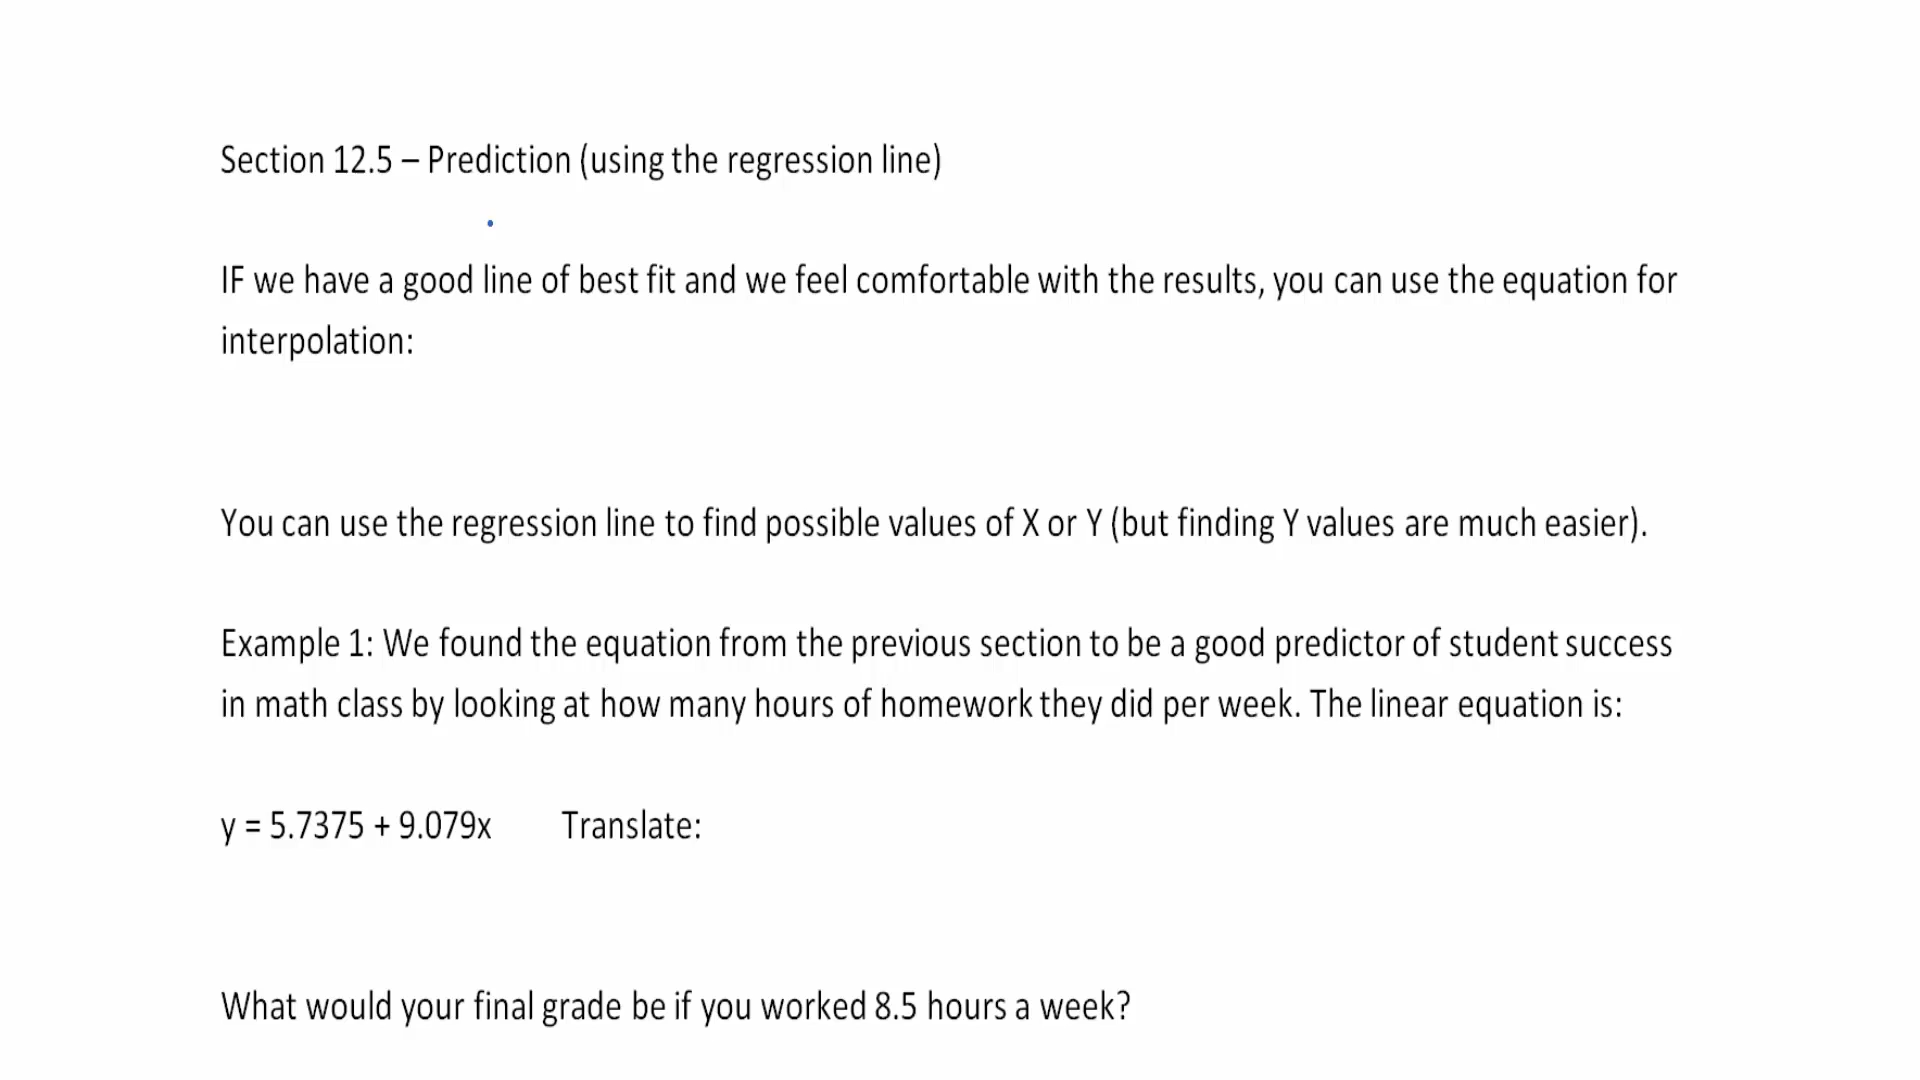 Section 12.5 – Prediction (using the regression line)
IF we have a good line of best fit and we feel comfortable with the results, you can use the equation for
interpolation:
You can use the regression line to find possible values of X or Y (but finding Y values are much easier).
Example 1: We found the equation from the previous section to be a good predictor of student success
in math class by looking at how many hours of homework they did per week. The linear equation is:
y = 5.7375 + 9.079x Translate:
What would your final grade be if you worked 8.5 hours a week?